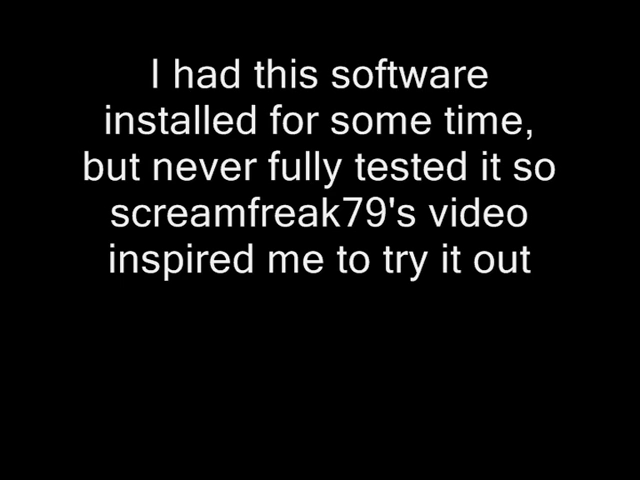 I had this software
installed for some time,
but never fully tested it so
screamfreak79's video
inspired me to try it out